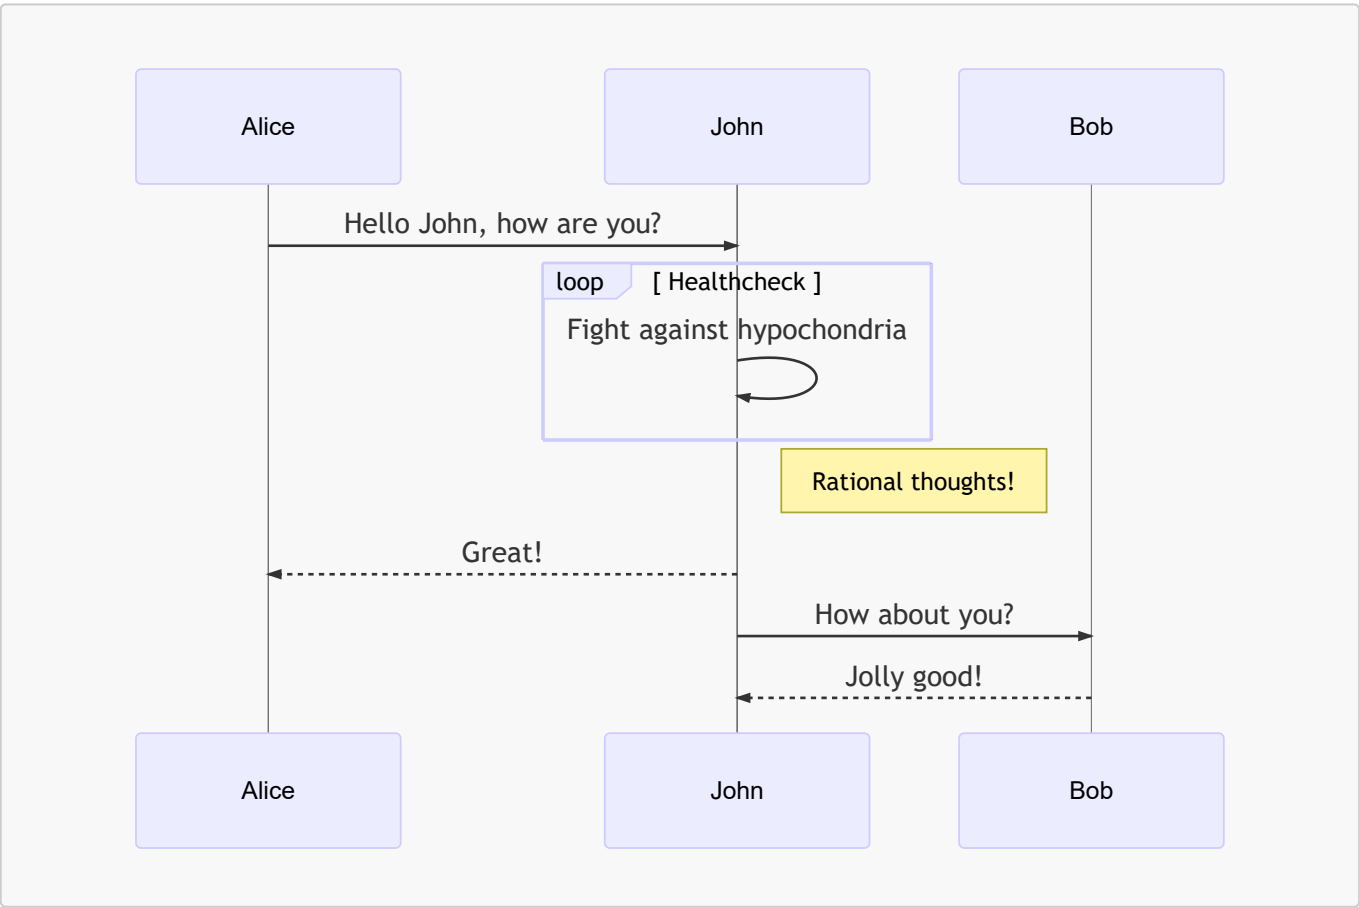 Alice
John
Bob
Hello John, how are you?
loop
[ Healthcheck ]
Fight against hypochondria
Rational thoughts!
Great!
How about you?
Jolly good!
Alice
John
Bob